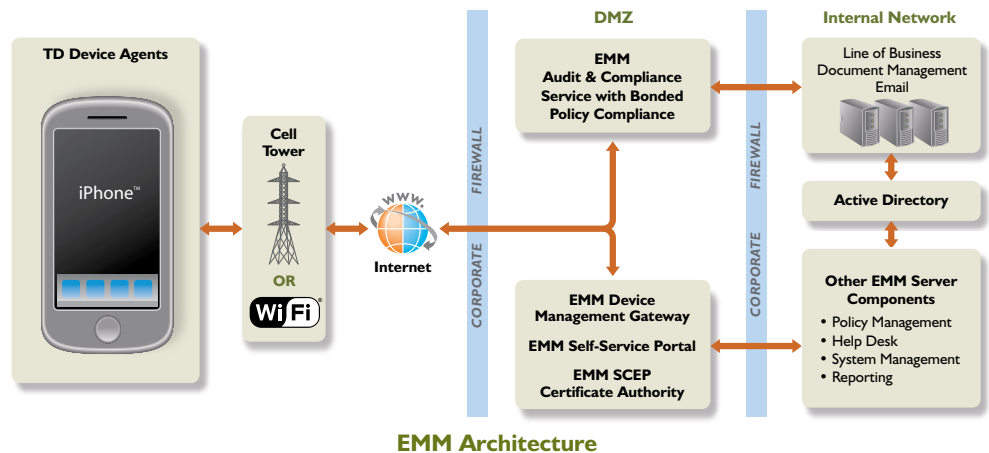 TD Device Agents
iPhone™
Cell
Tower
OR
Wi Fi®
www.
Internet
CORPORATE FIREWALL
DMZ
EMM
Audit & Compliance
Service with Bonded
Policy Compliance
EMM Device
Management Gateway
EMM Self-Service Portal
EMM SCEP
Certificate Authority
CORPORATE FIREWALL
Internal Network
Line of Business
Document Management
Email
Active Directory
Other EMM Server
Components
• Policy Management
• Help Desk
• System Management
• Reporting
EMM Architecture